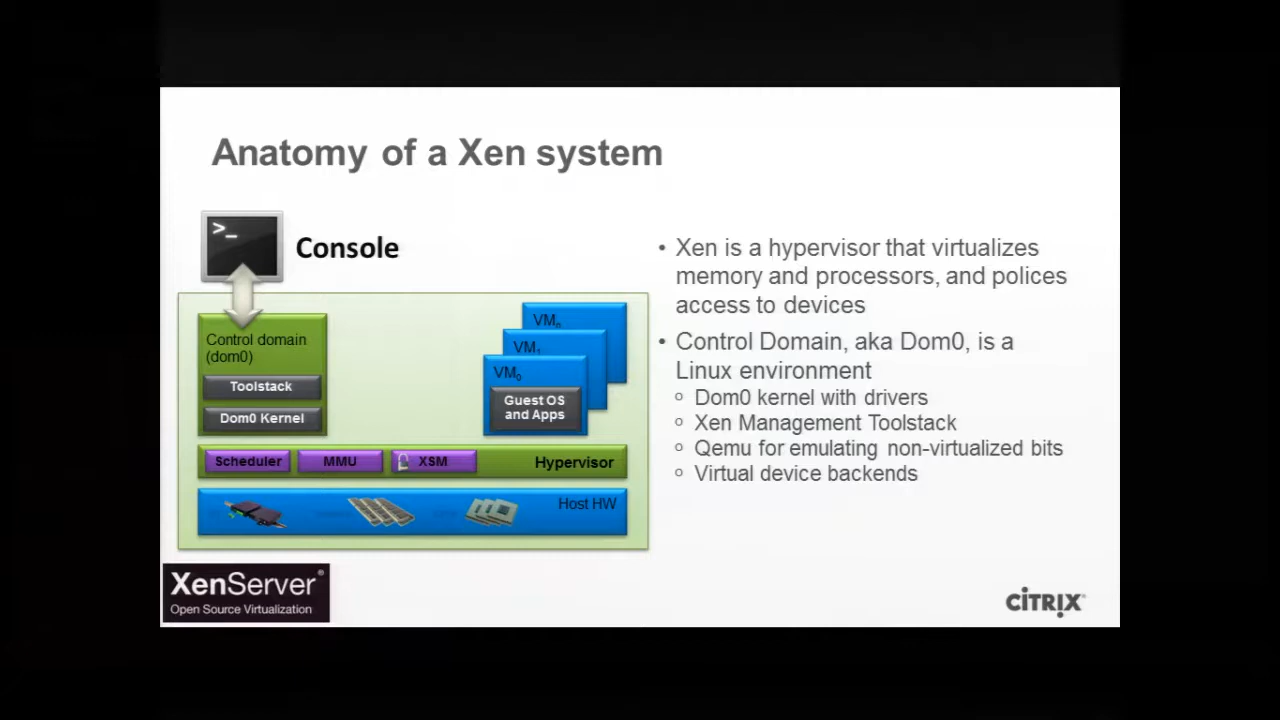 Anatomy of a Xen system
>_
Console
Control domain
(dom0)
Toolstack
Dom0 Kernel
VMn
VM1
VM0
Guest OS
and Apps
Scheduler
MMU
XSM
Hypervisor
Host HW
• Xen is a hypervisor that virtualizes
memory and processors, and polices
access to devices
• Control Domain, aka Dom0, is a
Linux environment
○ Dom0 kernel with drivers
○ Xen Management Toolstack
○ Qemu for emulating non-virtualized bits
○ Virtual device backends
XenServer®
Open Source Virtualization
CITRIX